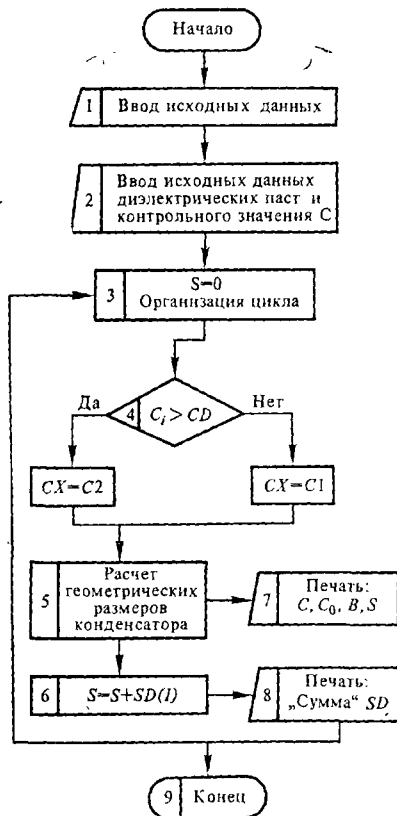 Начало
1 Ввод исходных данных
2 Ввод исходных данных
диэлектрических паст и
контрольного значения C
3 S=0
Организация цикла
Да
4 C_i > CD
Нет
CX=C2
CX=C1
5 Расчет
геометрических
размеров
конденсатора
7 Печать:
C, C_0, B, S
6 S=S+SD(I)
8 Печать:
„Сумма“ SD
9 Конец